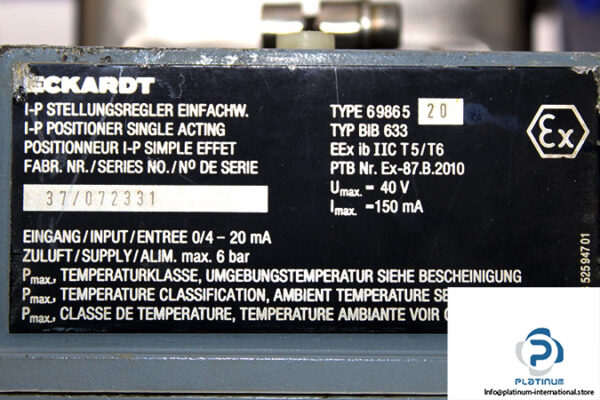 ECKARDT
I-P STELLUNGSREGLER EINFACHW.
I-P POSITIONER SINGLE ACTING
POSITIONNEUR I-P SIMPLE EFFET
FABR. NR./SERIES NO./Nº DE SERIE
37/072331
TYPE 69865 20
TYP BIB 633
EEx ib IIC T5/T6
PTB Nr. Ex-87.B.2010
Umax. = 40 V
Imax. =150 mA
Ex
EINGANG/INPUT/ENTREE 0/4 - 20 mA
ZULUFT/SUPPLY/ALIM. max. 6 bar
Pmax., TEMPERATURKLASSE, UMGEBUNGSTEMPERATUR SIEHE BESCHEINIGUNG
Pmax., TEMPERATURE CLASSIFICATION, AMBIENT TEMPERATURE SE
Pmax., CLASSE DE TEMPERATURE, TEMPERATURE AMBIANTE VOIR
52594701
PLATINUM
Info@platinum-international.store